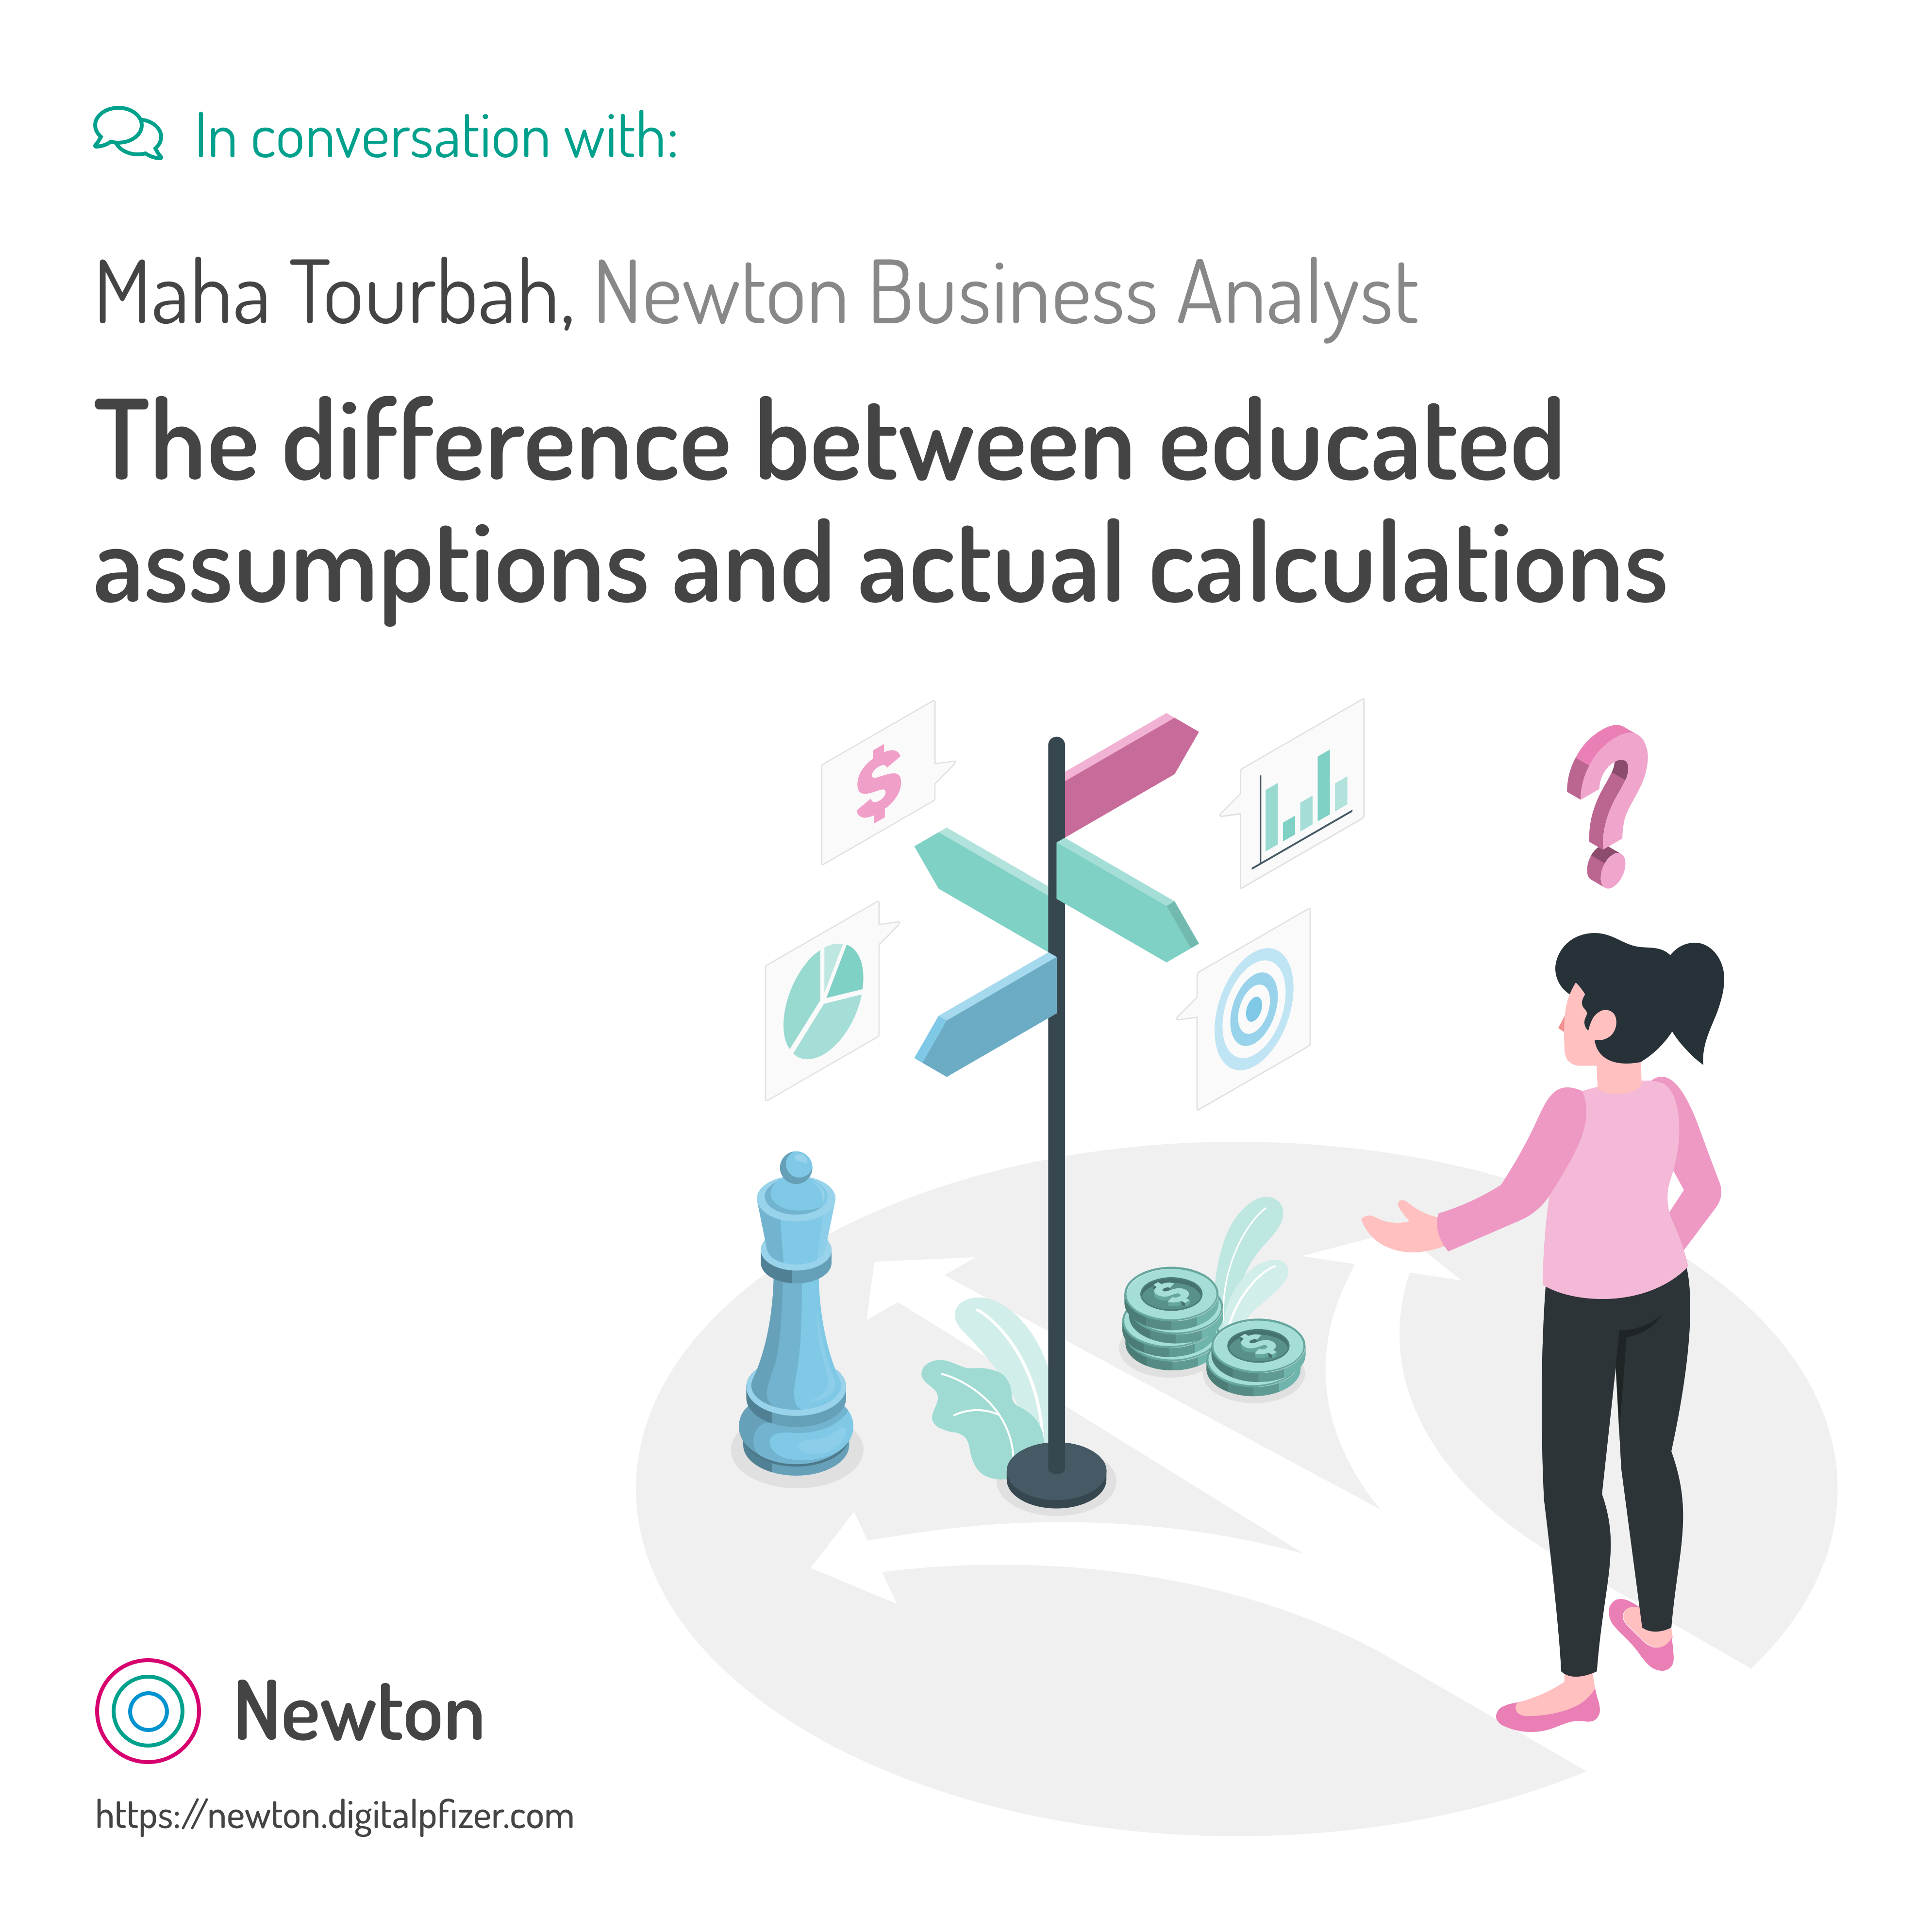 In conversation with:
Maha Tourbah, Newton Business Analyst
The difference between educated
assumptions and actual calculations
$
?
$
$
Newton
https://newton.digitalpfizer.com